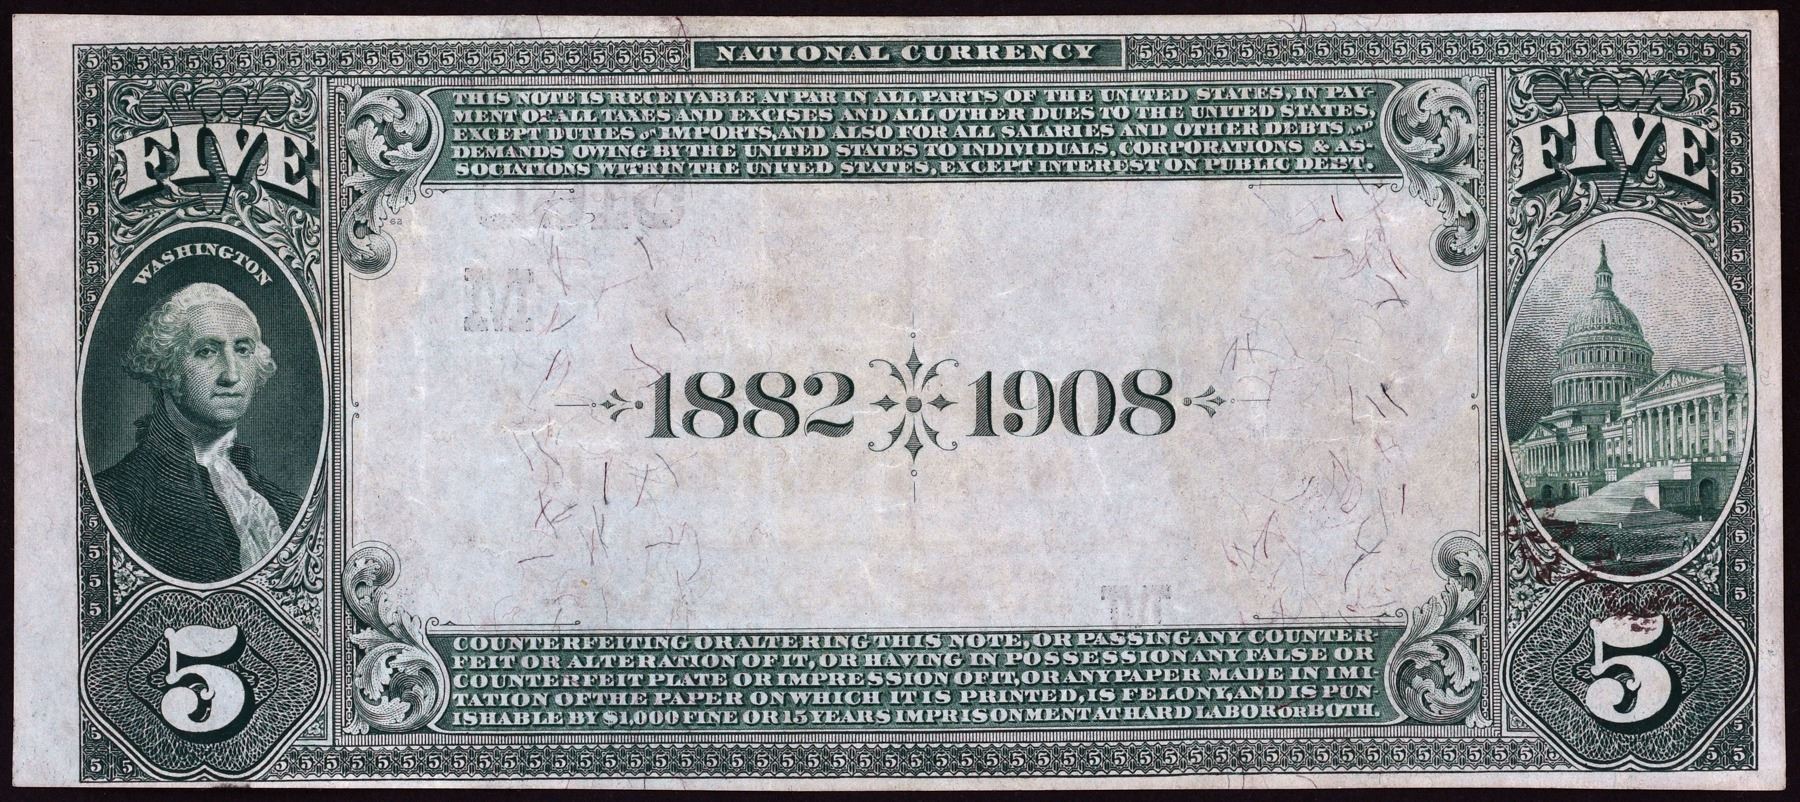 NATIONAL CURRENCY
THIS NOTE IS RECEIVABLE AT PAR IN ALL PARTS OF THE UNITED STATES, IN PAY-
MENT OF ALL TAXES AND EXCISES AND ALL OTHER DUES TO THE UNITED STATES,
EXCEPT DUTIES ON IMPORTS, AND ALSO FOR ALL SALARIES AND OTHER DEBTS AND
DEMANDS OWING BY THE UNITED STATES TO INDIVIDUALS, CORPORATIONS & AS-
SOCIATIONS WITHIN THE UNITED STATES, EXCEPT INTEREST ON PUBLIC DEBT.
FIVE
FIVE
WASHINGTON
1882 1908
COUNTERFEITING OR ALTERING THIS NOTE, OR PASSING ANY COUNTER-
FEIT OR ALTERATION OF IT, OR HAVING IN POSSESSION ANY FALSE OR
COUNTERFEIT PLATE OR IMPRESSION OF IT, OR ANY PAPER MADE IN IMI-
TATION OF THE PAPER ON WHICH IT IS PRINTED, IS FELONY, AND IS PUN-
ISHABLE BY $1,000 FINE OR 15 YEARS IMPRISONMENT AT HARD LABOR OR BOTH.
5
5